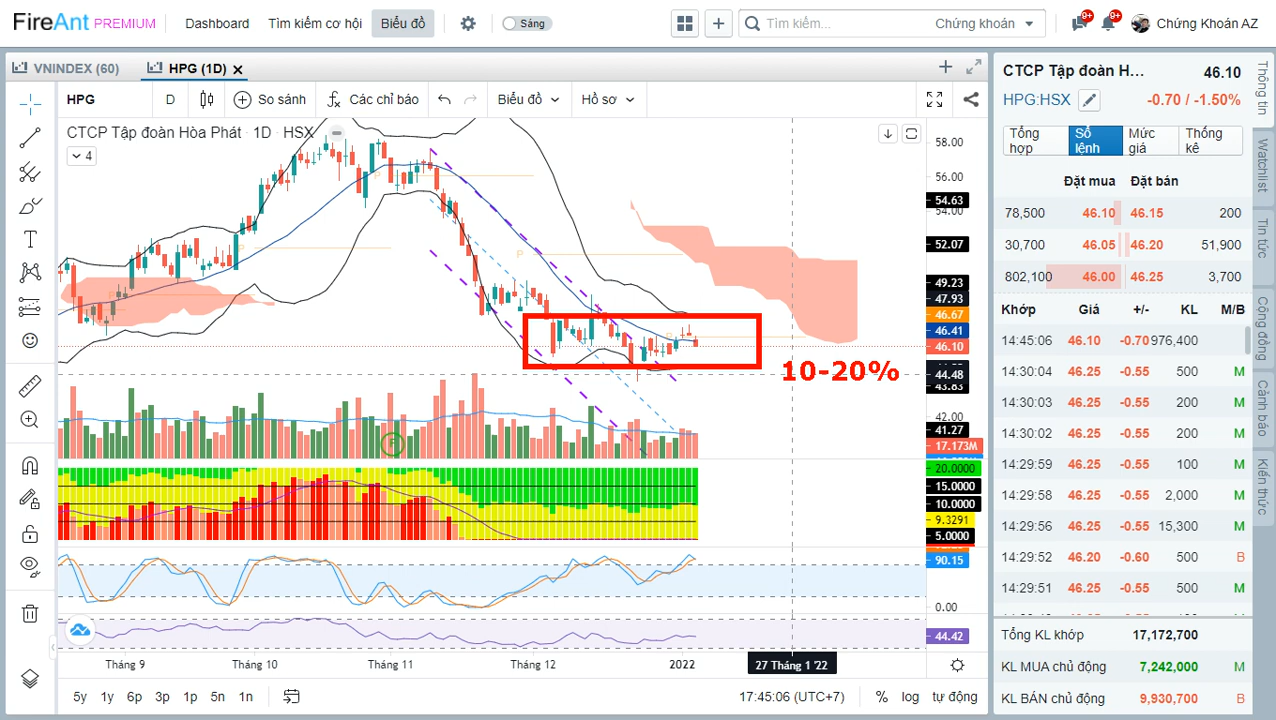 FireAnt PREMIUM
Dashboard
Tìm kiếm cơ hội
Biểu đồ
Sáng
Tìm kiếm...
Chứng khoán
9+
9+
Chứng Khoán AZ
VNINDEX (60)
HPG (1D)
HPG
D
So sánh
Các chỉ báo
Biểu đồ
Hồ sơ
CTCP Tập đoàn Hòa Phát · 1D · HSX
4
P
P
P
P
P
F
10-20%
58.00
56.00
54.63
54.00
52.07
49.23
47.93
46.67
46.41
46.10
44.48
43.83
42.00
41.27
17.173M
20.0000
15.0000
10.0000
9.3291
5.0000
90.15
0.00
44.42
Tháng 9
Tháng 10
Tháng 11
Tháng 12
2022
27 Tháng 1 '22
5y
1y
6p
3p
1p
5n
1n
17:45:06 (UTC+7)
%
log
tự động
CTCP Tập đoàn H... 46.10
HPG:HSX -0.70 / -1.50%
Tổng hợp
Sổ lệnh
Mức giá
Thống kê
Đặt mua Đặt bán
78,500 46.10 46.15 200
30,700 46.05 46.20 51,900
802,100 46.00 46.25 3,700
Khớp Giá +/- KL M/B
14:45:06 46.10 -0.70 976,400
14:30:04 46.25 -0.55 500 M
14:30:03 46.25 -0.55 200 M
14:30:02 46.25 -0.55 200 M
14:29:59 46.25 -0.55 100 M
14:29:58 46.25 -0.55 2,000 M
14:29:56 46.25 -0.55 15,300 M
14:29:52 46.20 -0.60 500 B
14:29:51 46.25 -0.55 500 M
Tổng KL khớp 17,172,700
KL MUA chủ động 7,242,000 M
KL BÁN chủ động 9,930,700 B
Thông tin
Watchlist
Tin tức
Cộng đồng
Cảnh báo
Kiến thức